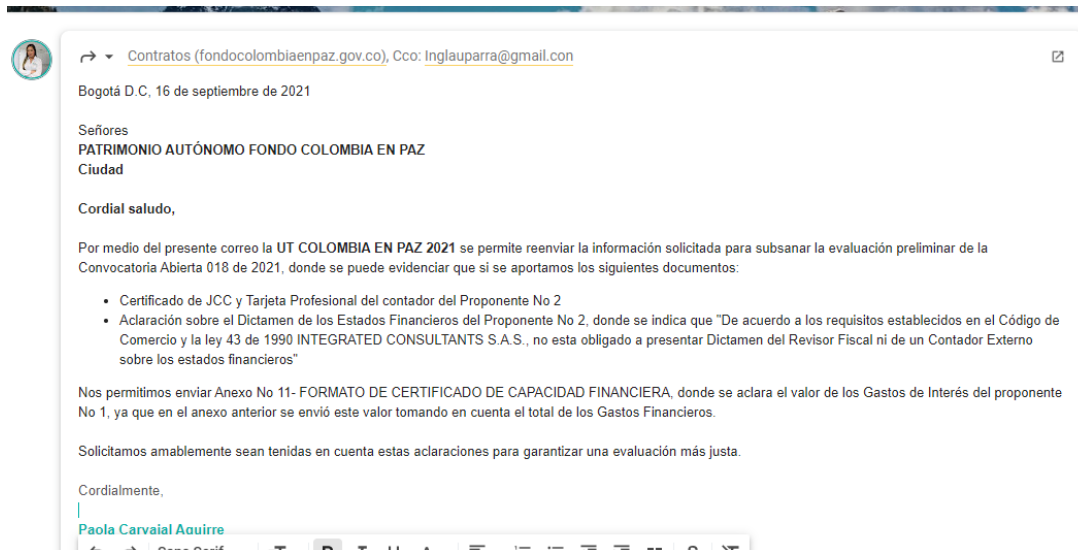 Contratos (fondocolombiaenpaz.gov.co), Cco: Inglauparra@gmail.con
Bogotá D.C, 16 de septiembre de 2021
Señores
PATRIMONIO AUTÓNOMO FONDO COLOMBIA EN PAZ
Ciudad
Cordial saludo,
Por medio del presente correo la UT COLOMBIA EN PAZ 2021 se permite reenviar la información solicitada para subsanar la evaluación preliminar de la
Convocatoria Abierta 018 de 2021, donde se puede evidenciar que si se aportamos los siguientes documentos:
• Certificado de JCC y Tarjeta Profesional del contador del Proponente No 2
• Aclaración sobre el Dictamen de los Estados Financieros del Proponente No 2, donde se indica que "De acuerdo a los requisitos establecidos en el Código de
Comercio y la ley 43 de 1990 INTEGRATED CONSULTANTS S.A.S., no esta obligado a presentar Dictamen del Revisor Fiscal ni de un Contador Externo
sobre los estados financieros"
Nos permitimos enviar Anexo No 11- FORMATO DE CERTIFICADO DE CAPACIDAD FINANCIERA, donde se aclara el valor de los Gastos de Interés del proponente
No 1, ya que en el anexo anterior se envió este valor tomando en cuenta el total de los Gastos Financieros.
Solicitamos amablemente sean tenidas en cuenta estas aclaraciones para garantizar una evaluación más justa.
Cordialmente,
Paola Carvajal Aguirre